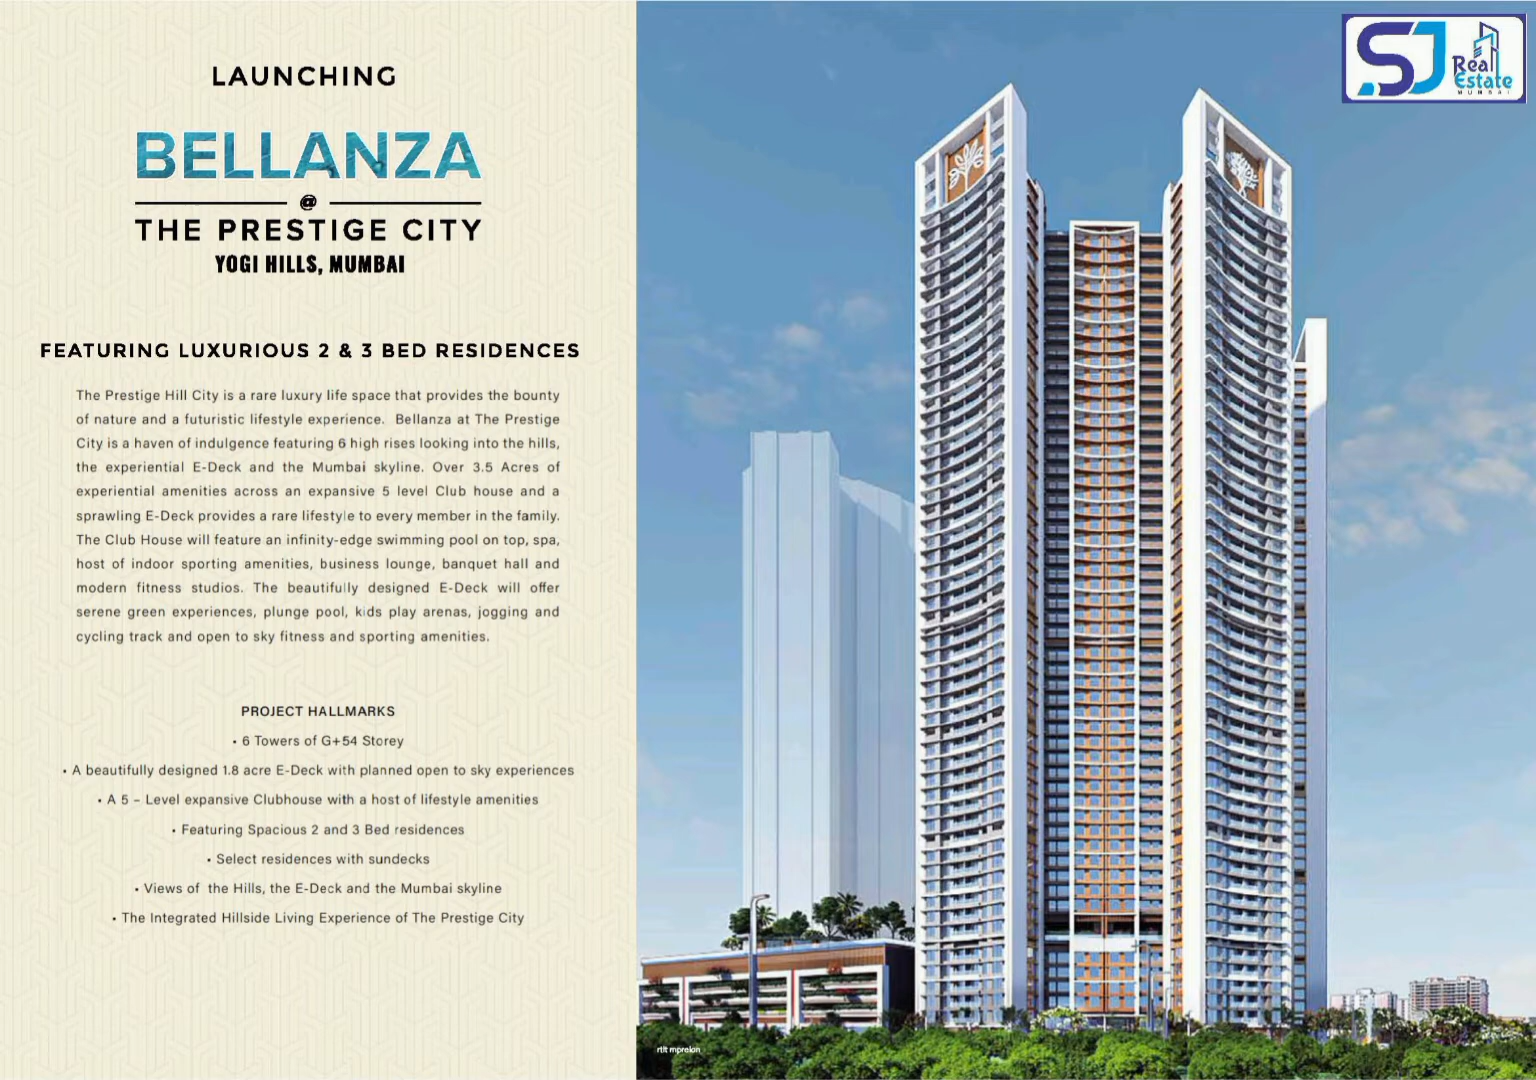 LAUNCHING
BELLANZA
@
THE PRESTIGE CITY
YOGI HILLS, MUMBAI
FEATURING LUXURIOUS 2 & 3 BED RESIDENCES
The Prestige Hill City is a rare luxury life space that provides the bounty
of nature and a futuristic lifestyle experience. Bellanza at The Prestige
City is a haven of indulgence featuring 6 high rises looking into the hills,
the experiential E-Deck and the Mumbai skyline. Over 3.5 Acres of
experiential amenities across an expansive 5 level Club house and a
sprawling E-Deck provides a rare lifestyle to every member in the family.
The Club House will feature an infinity-edge swimming pool on top, spa,
host of indoor sporting amenities, business lounge, banquet hall and
modern fitness studios. The beautifully designed E-Deck will offer
serene green experiences, plunge pool, kids play arenas, jogging and
cycling track and open to sky fitness and sporting amenities.
PROJECT HALLMARKS
• 6 Towers of G+54 Storey
• A beautifully designed 1.8 acre E-Deck with planned open to sky experiences
• A 5 – Level expansive Clubhouse with a host of lifestyle amenities
• Featuring Spacious 2 and 3 Bed residences
• Select residences with sundecks
• Views of the Hills, the E-Deck and the Mumbai skyline
• The Integrated Hillside Living Experience of The Prestige City
SJ
Real
Estate
MUMBAI